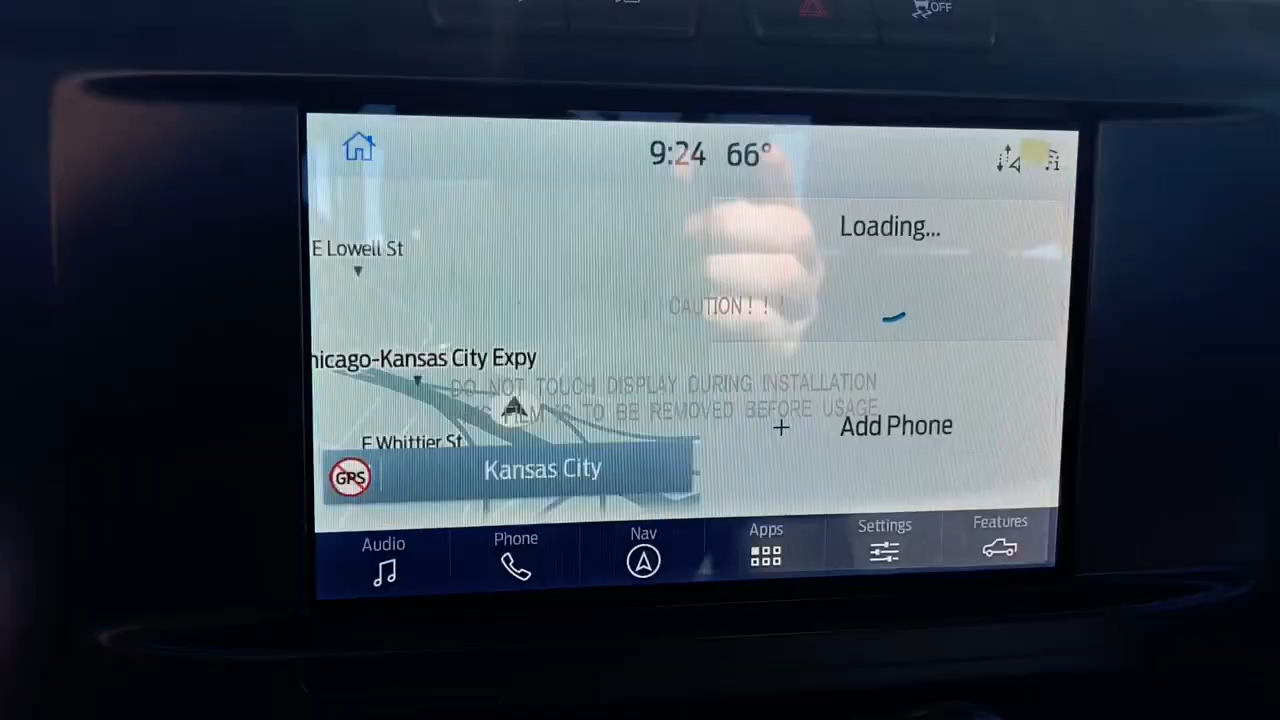 OFF
9:24 66°
Loading...
E Lowell St
CAUTION!!!
hicago-Kansas City Expy
DO NOT TOUCH DISPLAY DURING INSTALLATION
FILM IS TO BE REMOVED BEFORE USAGE
+ Add Phone
E Whittier St
GPS Kansas City
Audio Phone Nav Apps Settings Features